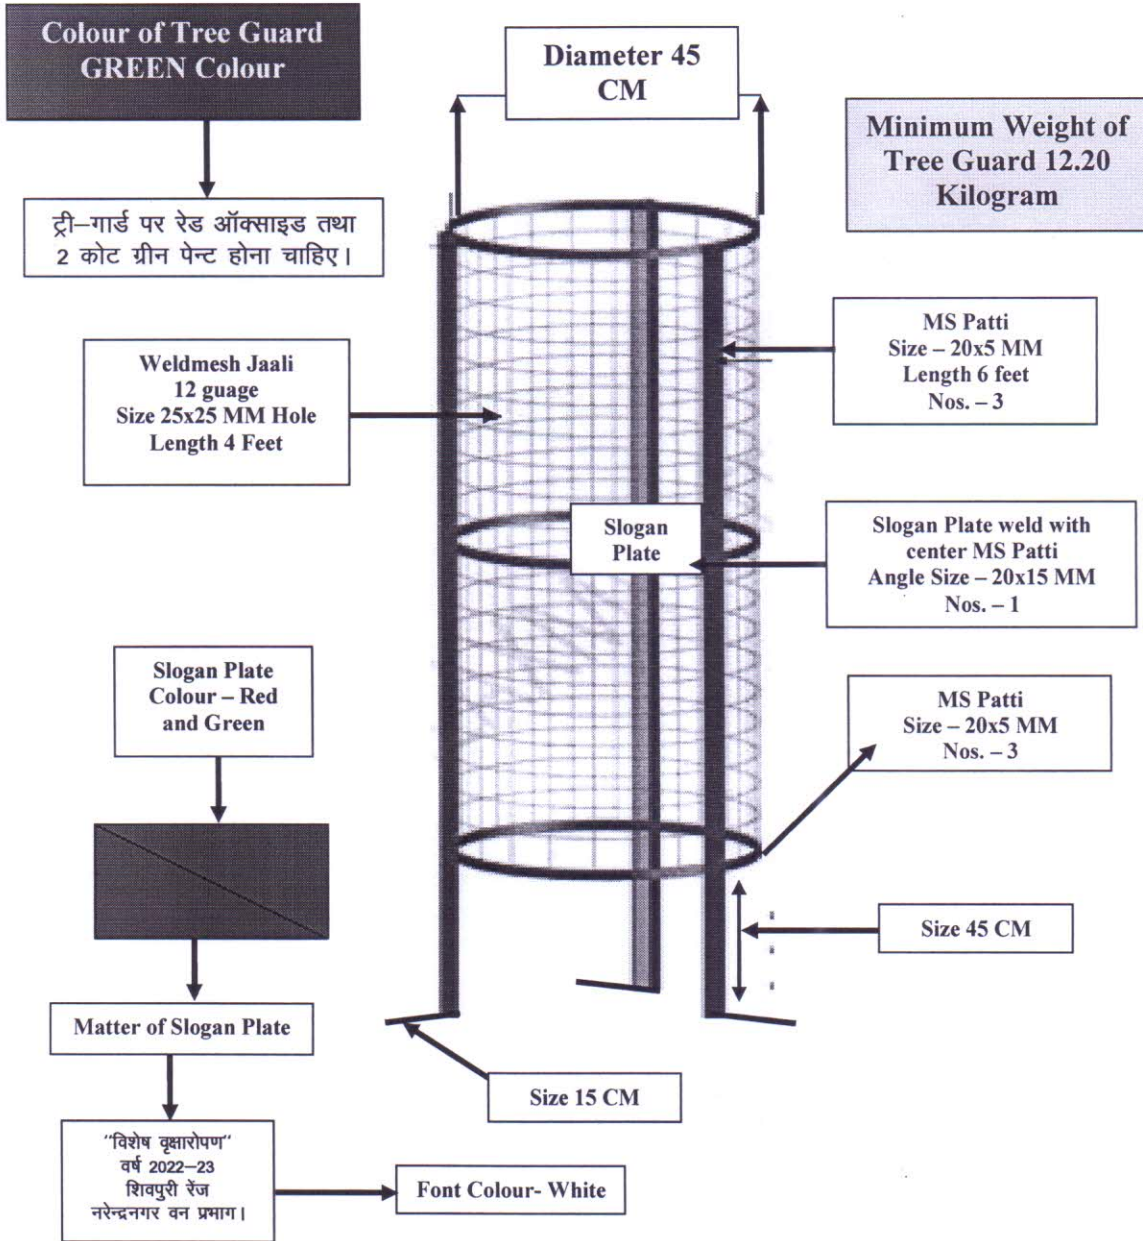 Colour of Tree Guard
GREEN Colour
Diameter 45
CM
Minimum Weight of
Tree Guard 12.20
Kilogram
ट्री–गार्ड पर रेड ऑक्साइड तथा
2 कोट ग्रीन पेन्ट होना चाहिए।
MS Patti
Size – 20x5 MM
Length 6 feet
Nos. – 3
Weldmesh Jaali
12 guage
Size 25x25 MM Hole
Length 4 Feet
Slogan
Plate
Slogan Plate weld with
center MS Patti
Angle Size – 20x15 MM
Nos. – 1
Slogan Plate
Colour – Red
and Green
MS Patti
Size – 20x5 MM
Nos. – 3
Size 45 CM
Matter of Slogan Plate
Size 15 CM
"विशेष वृक्षारोपण"
वर्ष 2022–23
शिवपुरी रेंज
नरेन्द्रनगर वन प्रभाग।
Font Colour- White